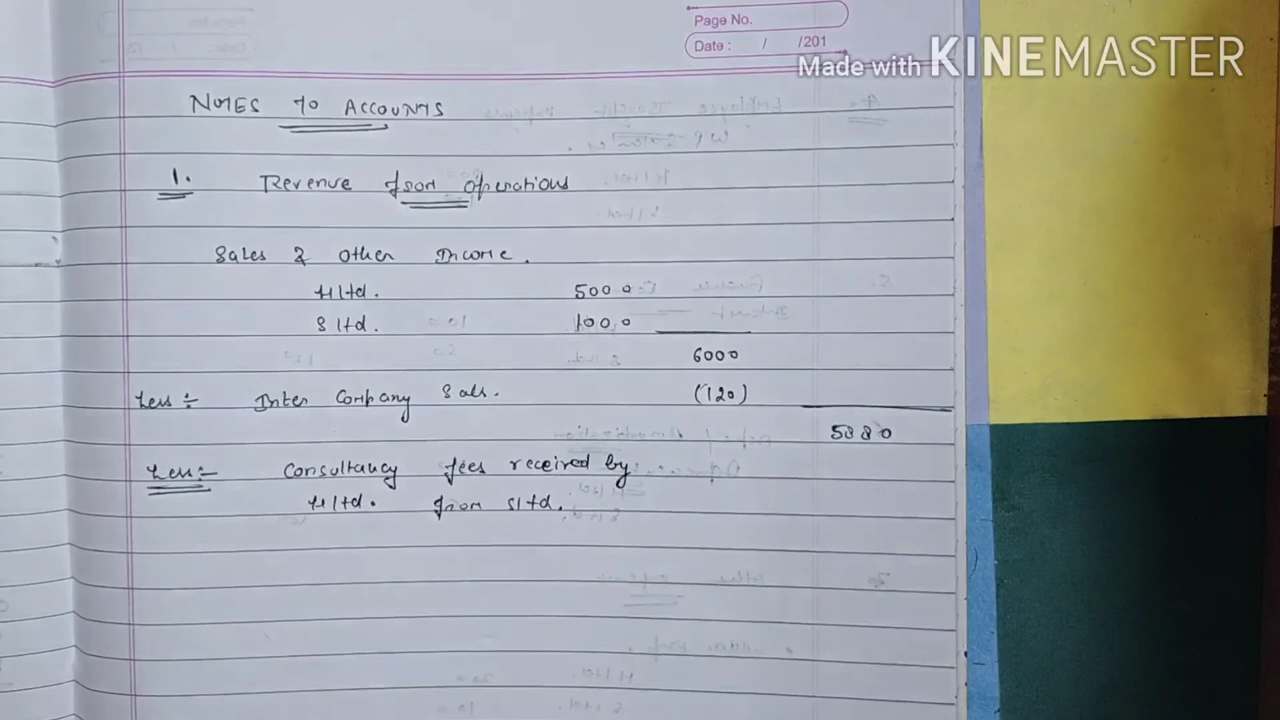 Page No.
Date : / /201
Made with KINEMASTER
NOTES TO ACCOUNTS
1. Revenue from Operations
Sales & Other Income.
H ltd. 5000
S ltd. 1000
6000
Less :- Inter Company Sals. (120)
5880
Less :- Consultancy fees received by
H ltd. from S ltd.